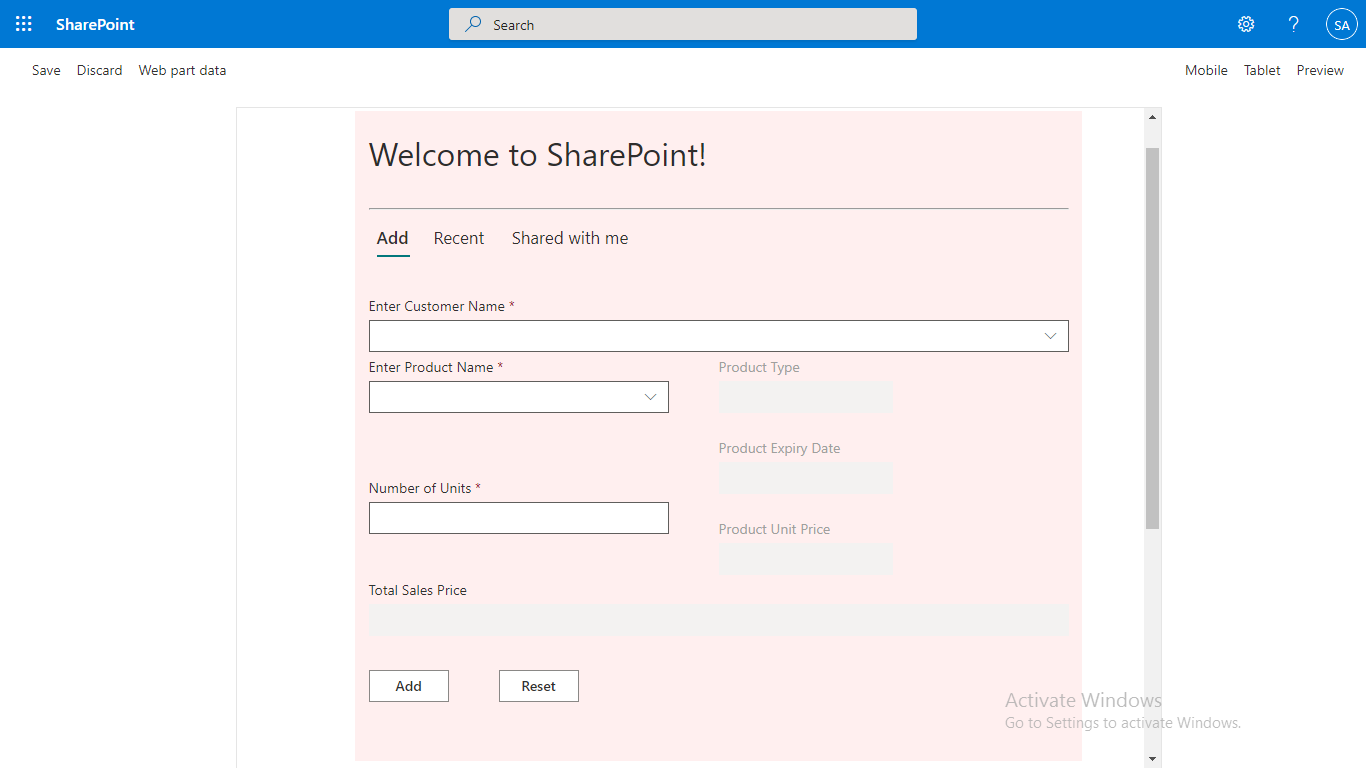 SharePoint
Search
?
SA
Save Discard Web part data
Mobile Tablet Preview
Welcome to SharePoint!
Add Recent Shared with me
Enter Customer Name *
Enter Product Name *
Product Type
Product Expiry Date
Number of Units *
Product Unit Price
Total Sales Price
Add Reset
Activate Windows
Go to Settings to activate Windows.